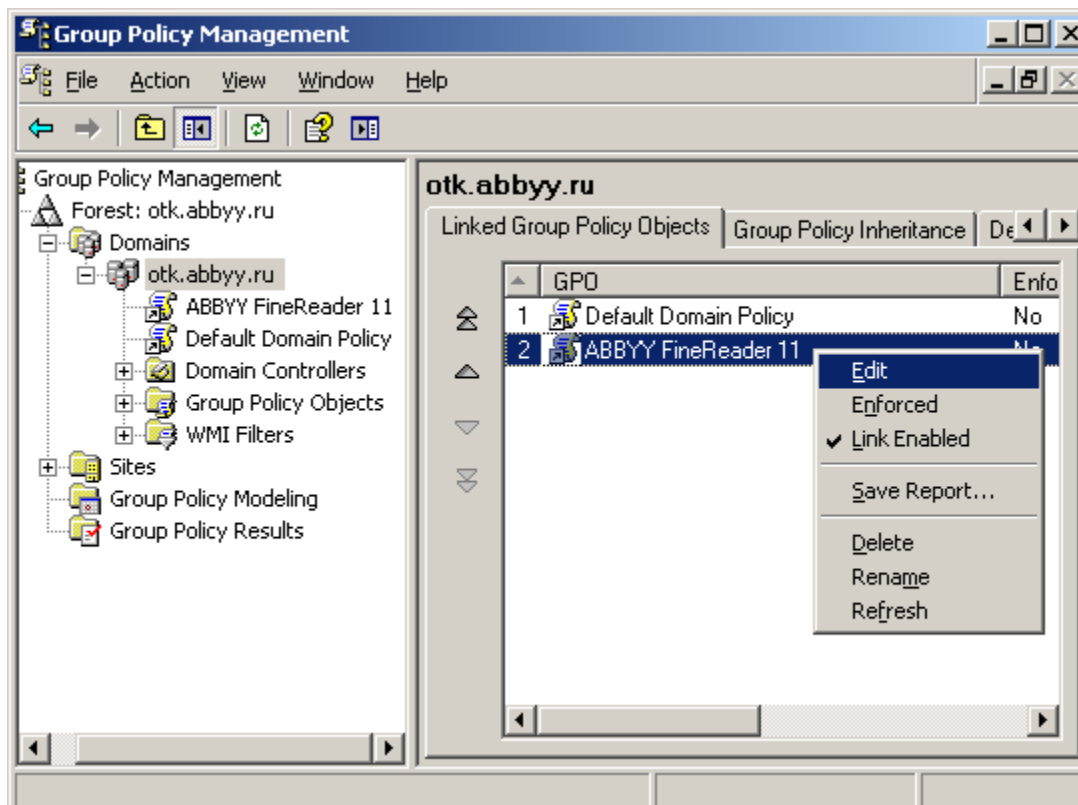 Group Policy Management
File Action View Window Help
Group Policy Management
Forest: otk.abbyy.ru
Domains
otk.abbyy.ru
ABBYY FineReader 11
Default Domain Policy
Domain Controllers
Group Policy Objects
WMI Filters
Sites
Group Policy Modeling
Group Policy Results
otk.abbyy.ru
Linked Group Policy Objects Group Policy Inheritance De
GPO Enfo
1 Default Domain Policy No
2 ABBYY FineReader 11 No
Edit
Enforced
Link Enabled
Save Report...
Delete
Rename
Refresh